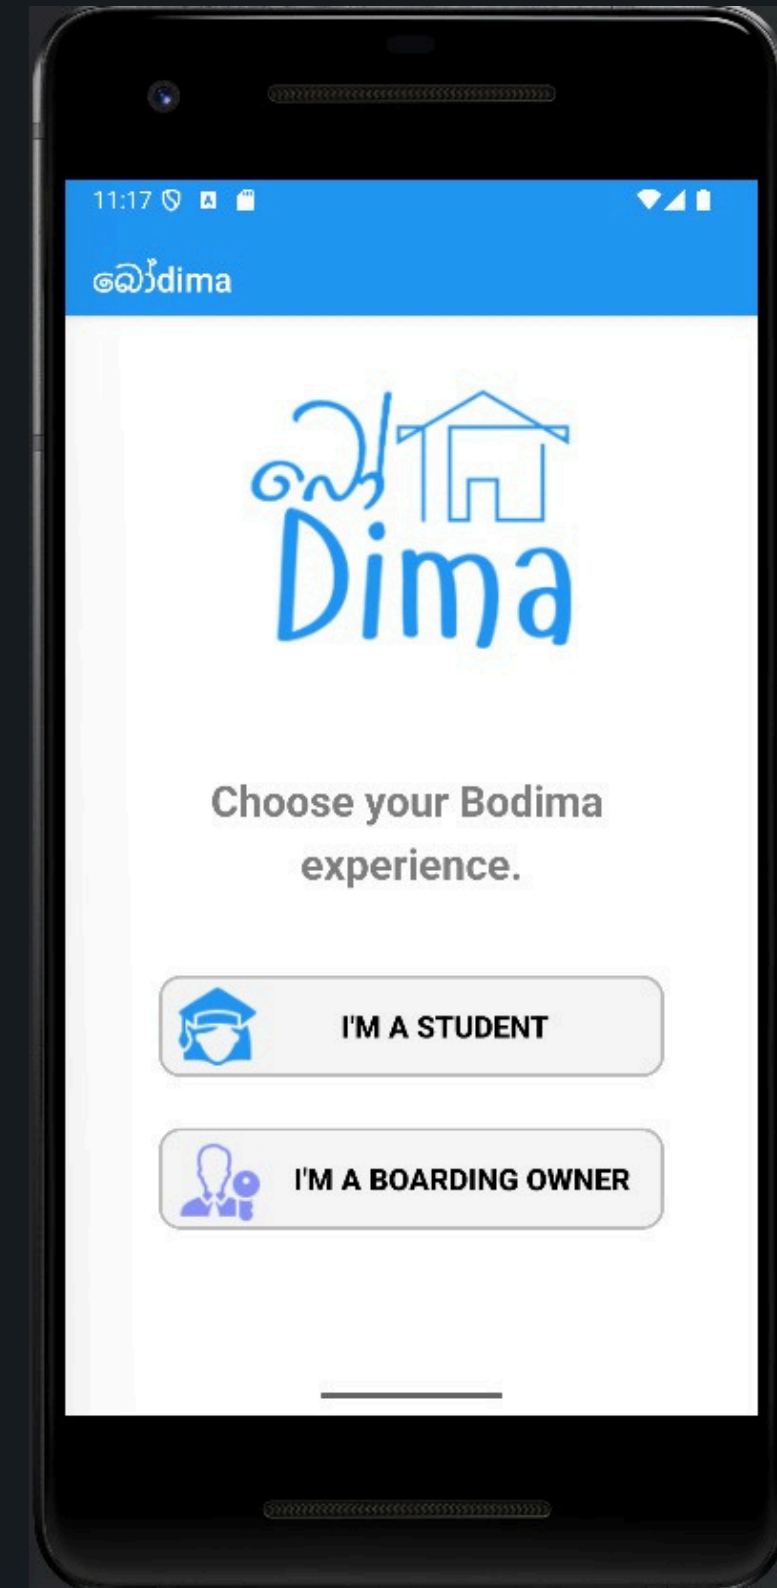 11:17
බෝdima
බෝ
Dima
Choose your Bodima
experience.
I'M A STUDENT
I'M A BOARDING OWNER